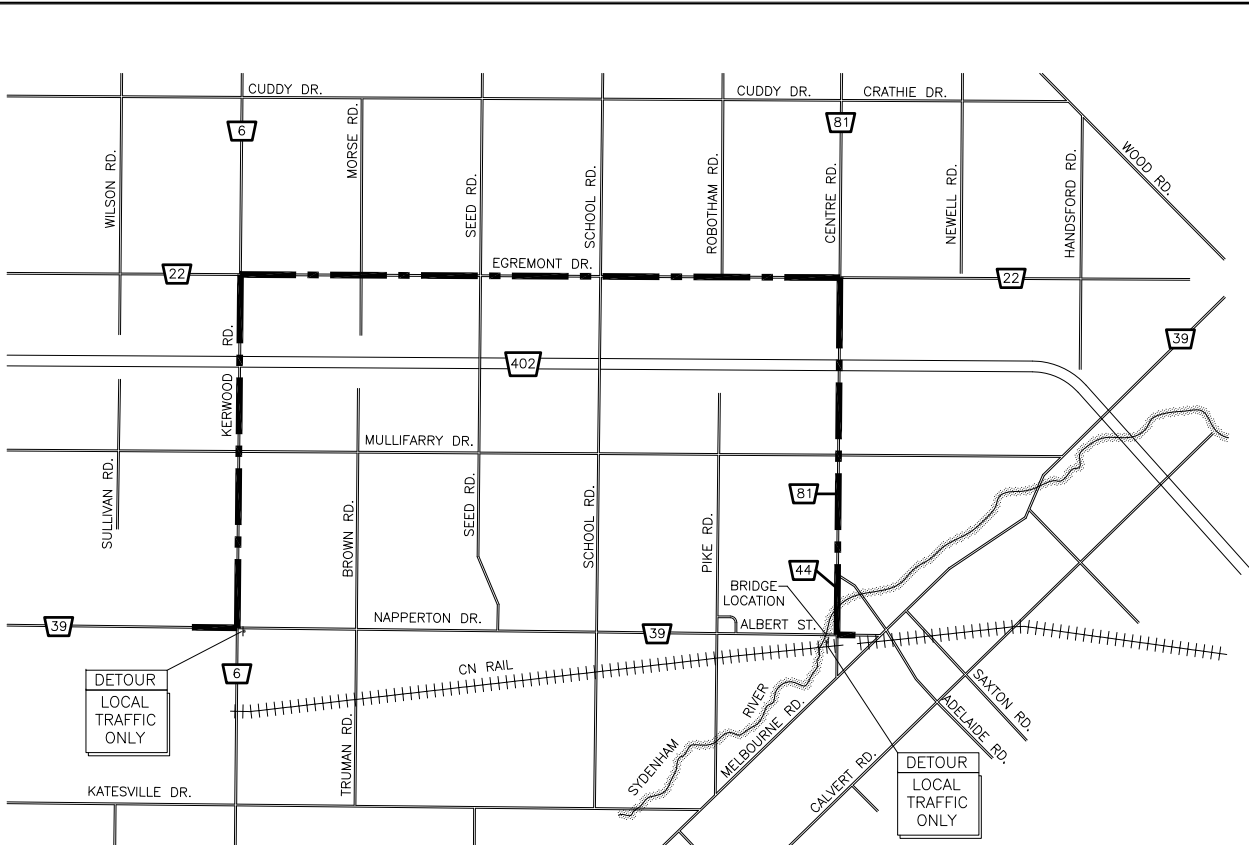 CUDDY DR.
CUDDY DR.
CRATHIE DR.
6
81
WILSON RD.
MORSE RD.
SEED RD.
SCHOOL RD.
ROBOTHAM RD.
CENTRE RD.
NEWELL RD.
HANDSFORD RD.
WOOD RD.
22
EGREMONT DR.
22
KERWOOD RD.
402
39
MULLIFARRY DR.
SULLIVAN RD.
BROWN RD.
SEED RD.
SCHOOL RD.
PIKE RD.
81
44
BRIDGE
LOCATION
39
NAPPERTON DR.
39
ALBERT ST.
6
CN RAIL
DETOUR
LOCAL
TRAFFIC
ONLY
TRUMAN RD.
SYDENHAM RIVER
MELBOURNE RD.
SAXTON RD.
ADELAIDE RD.
CALVERT RD.
DETOUR
LOCAL
TRAFFIC
ONLY
KATESVILLE DR.